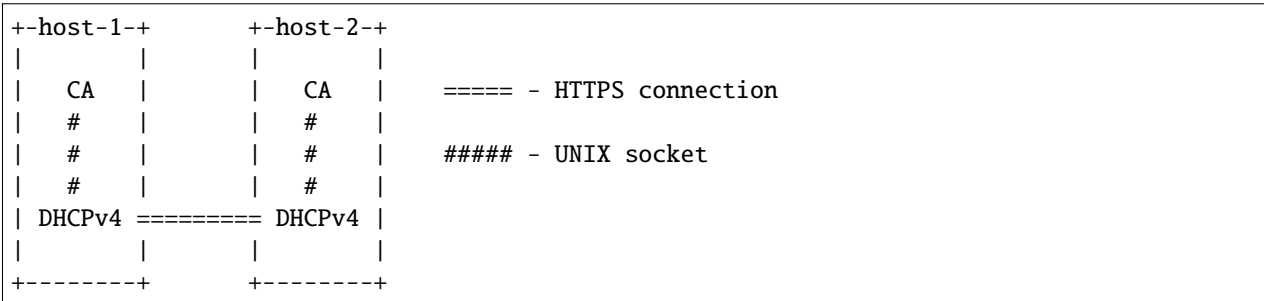 +-host-1-+       +-host-2-+
|        |       |        |
|   CA   |       |   CA   |    ===== - HTTPS connection
|   #    |       |   #    |
|   #    |       |   #    |    ##### - UNIX socket
|   #    |       |   #    |
| DHCPv4 ========= DHCPv4 |
|        |       |        |
+--------+       +--------+